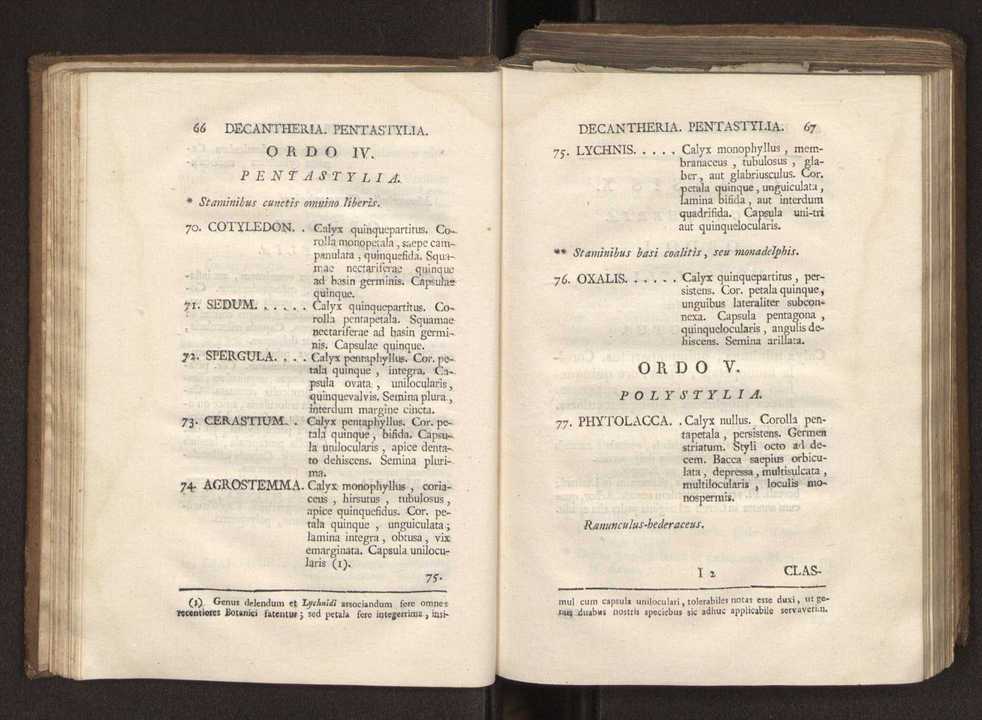 66 DECANTHERIA. PENTASTYLIA.
ORDO IV.
PENTASTYLIA.
* Staminibus cunctis omnino liberis.
70. COTYLEDON. . Calyx quinquepartitus. Co-
rolla monopetala, saepe cam-
panulata, quinquefida. Squa-
mae nectariferae quinque
ad basin germinis. Capsulae
quinque.
71. SEDUM. . . . . . Calyx quinquepartitus. Co-
rolla pentapetala. Squamae
nectariferae ad basin germi-
nis. Capsulae quinque.
72. SPERGULA. . . . Calyx pentaphyllus. Cor. pe-
tala quinque, integra. Ca-
psula ovata, unilocularis,
quinquevalvis. Semina plura,
interdum margine cincta.
73. CERASTIUM. . Calyx pentaphyllus. Cor. pe-
tala quinque, bifida. Capsu-
la unilocularis, apice denta-
to dehiscens. Semina pluri-
ma.
74. AGROSTEMMA. Calyx monophyllus, coria-
ceus, hirsutus, tubulosus,
apice quinquefidus. Cor. pe-
tala quinque, unguiculata;
lamina integra, obtusa, vix
emarginata. Capsula unilocu-
laris (1).
75.
(1) Genus delendum et Lychnidi associandum fere omnes
recentiores Botanici fatentur; sed petala fere integerrima, insi-
DECANTHERIA. PENTASTYLIA. 67
75. LYCHNIS. . . . . Calyx monophyllus, mem-
branaceus, tubulosus, gla-
ber, aut glabriusculus. Cor.
petala quinque, unguiculata,
lamina bifida, aut interdum
quadrifida. Capsula uni-tri
aut quinquelocularis.
** Staminibus basi coalitis, seu monadelphis.
76. OXALIS. . . . . . Calyx quinquepartitus, per-
sistens. Cor. petala quinque,
unguibus lateraliter subcon-
nexa. Capsula pentagona,
quinquelocularis, angulis de-
hiscens. Semina arillata.
ORDO V.
POLYSTYLIA.
77. PHYTOLACCA. . Calyx nullus. Corolla pen-
tapetala, persistens. Germen
striatum. Styli octo ad de-
cem. Bacca saepius orbicu-
lata, depressa, multisulcata,
multilocularis, loculis mo-
nospermis.
Ranunculus-hederaceus.
I 2 CLAS-
mul cum capsula uniloculari, tolerabiles notas esse duxi, ut ge-
nus duabus nostris speciebus sic adhuc applicabile servaverim.